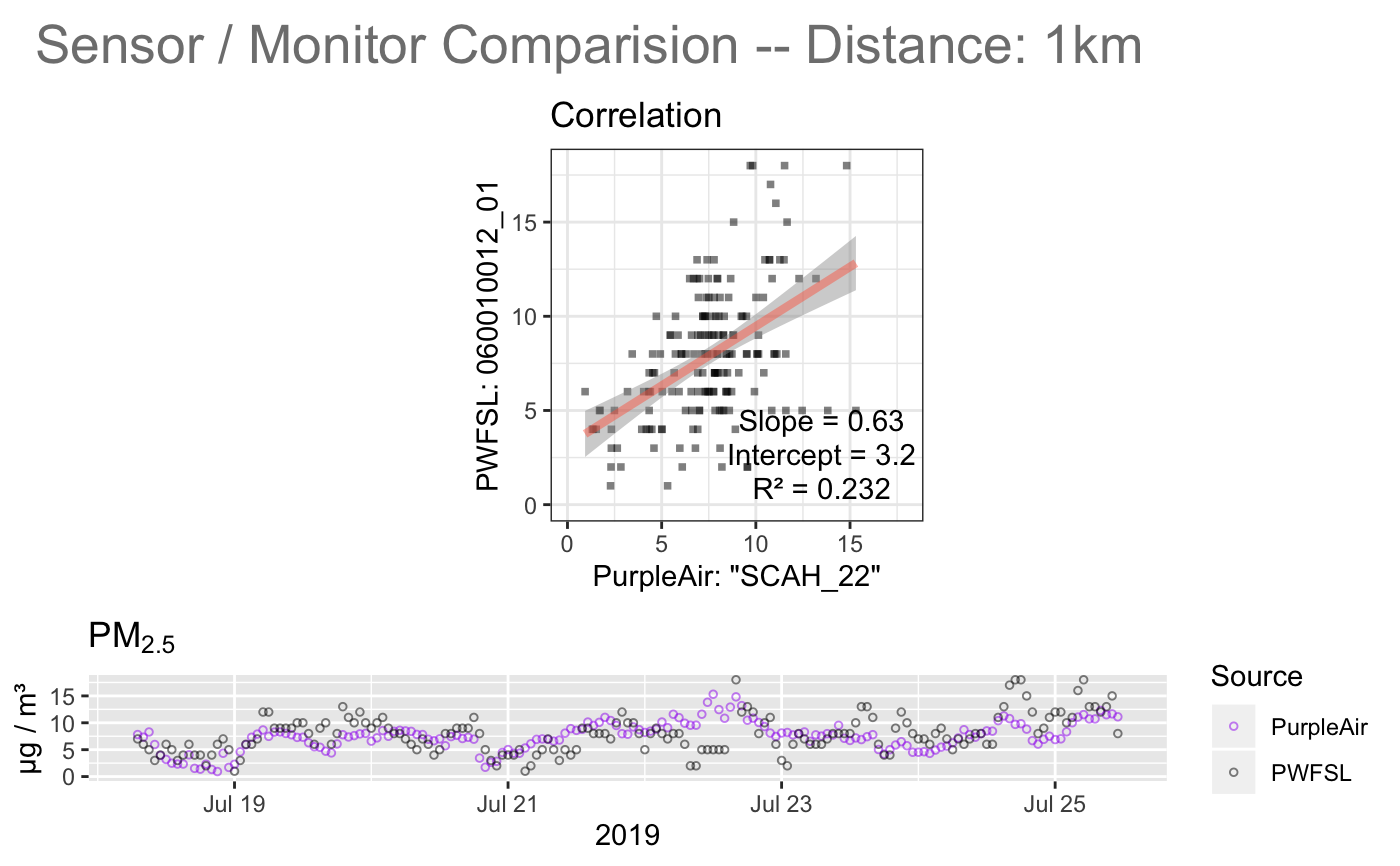 Sensor / Monitor Comparision -- Distance: 1km
Correlation
PWFSL: 060010012_01
15
10
5
0
Slope = 0.63
Intercept = 3.2
R² = 0.232
0 5 10 15
PurpleAir: "SCAH_22"
PM2.5
µg / m³
15
10
5
0
Jul 19 Jul 21 Jul 23 Jul 25
2019
Source
PurpleAir
PWFSL